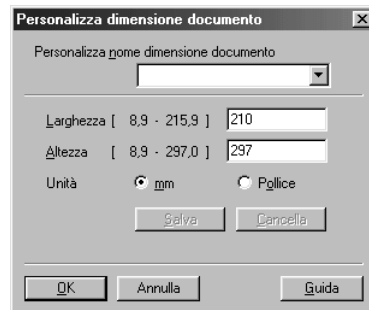 Personalizza dimensione documento
Personalizza nome dimensione documento
Larghezza [ 8,9 - 215,9 ] 210
Altezza [ 8,9 - 297,0 ] 297
Unità mm Pollice
Salva Cancella
OK Annulla Guida